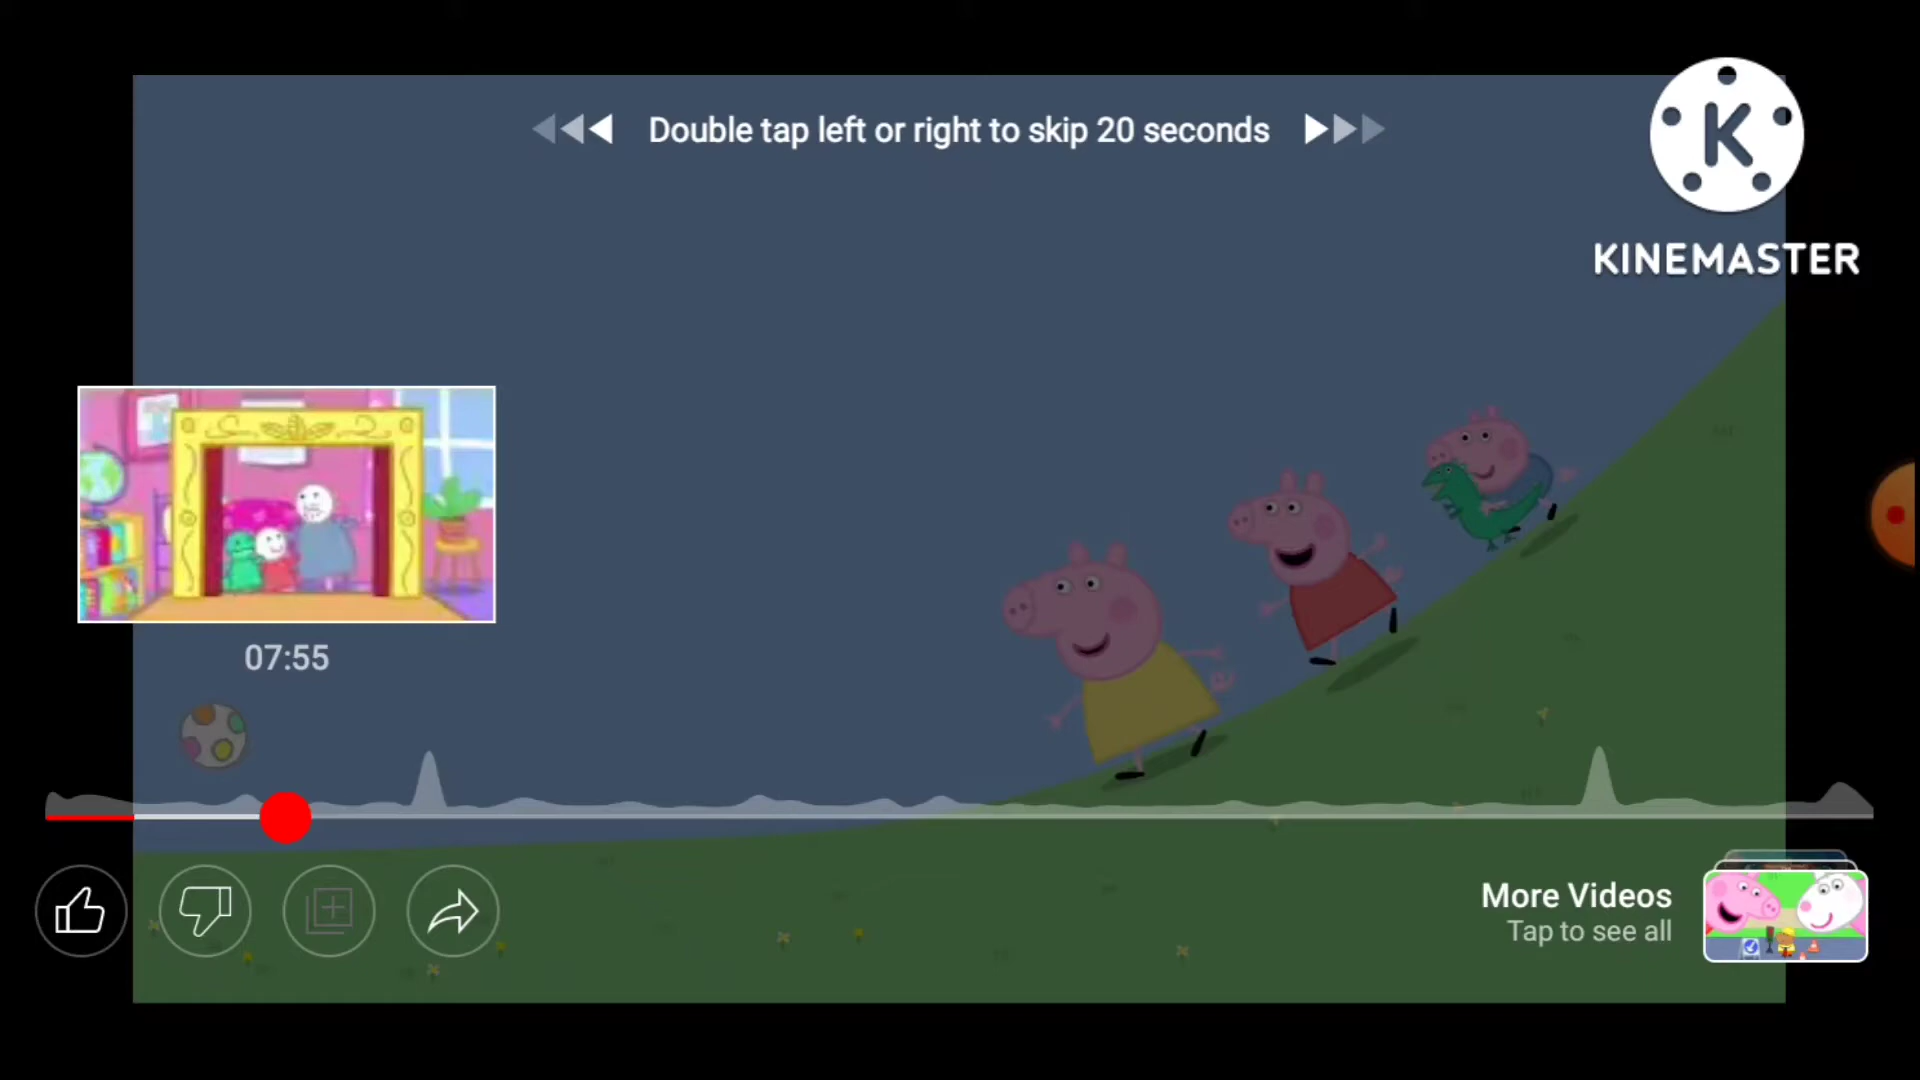 Double tap left or right to skip 20 seconds
K
KINEMASTER
07:55
More Videos
Tap to see all